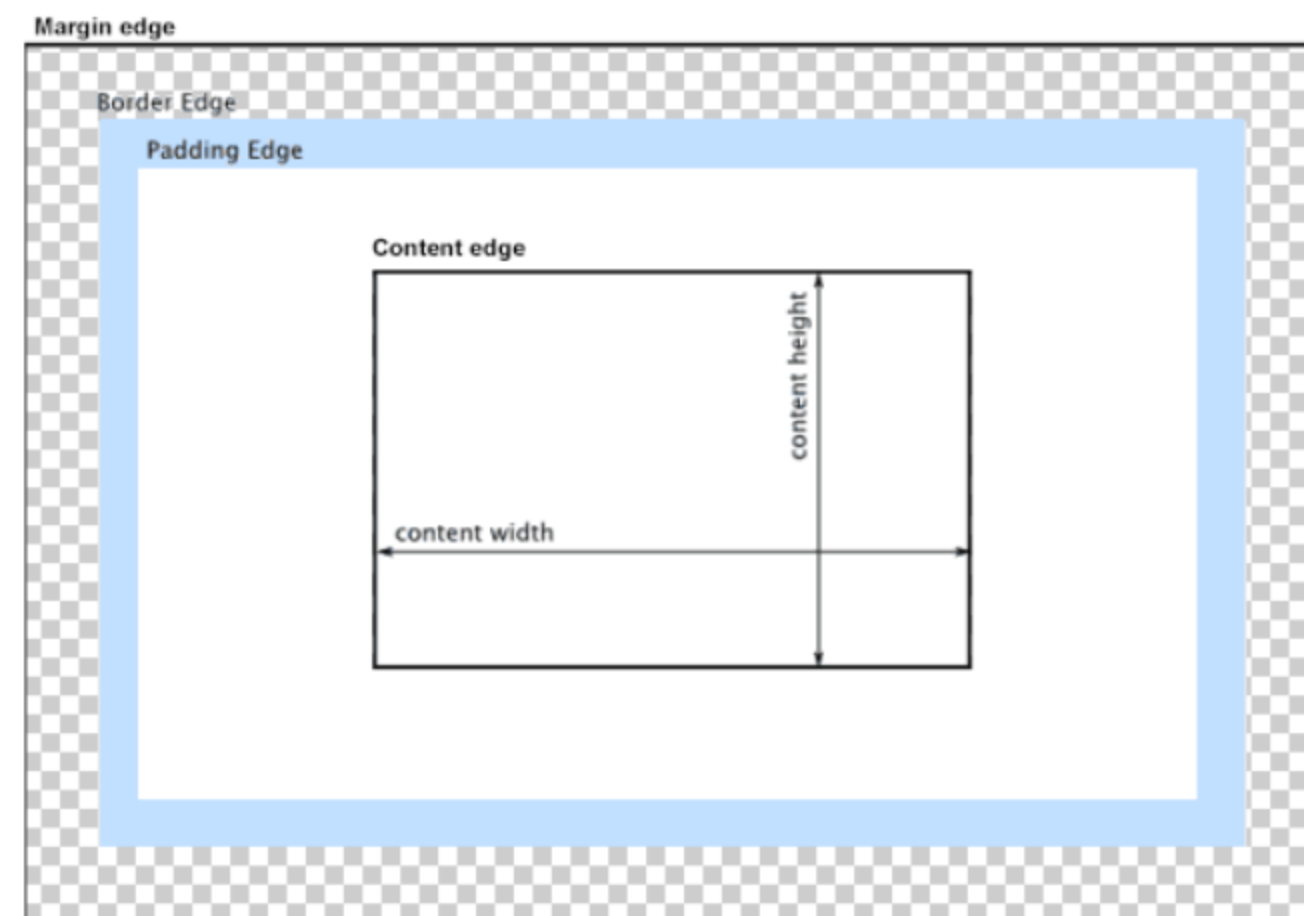 Margin edge
Border Edge
Padding Edge
Content edge
content height
content width